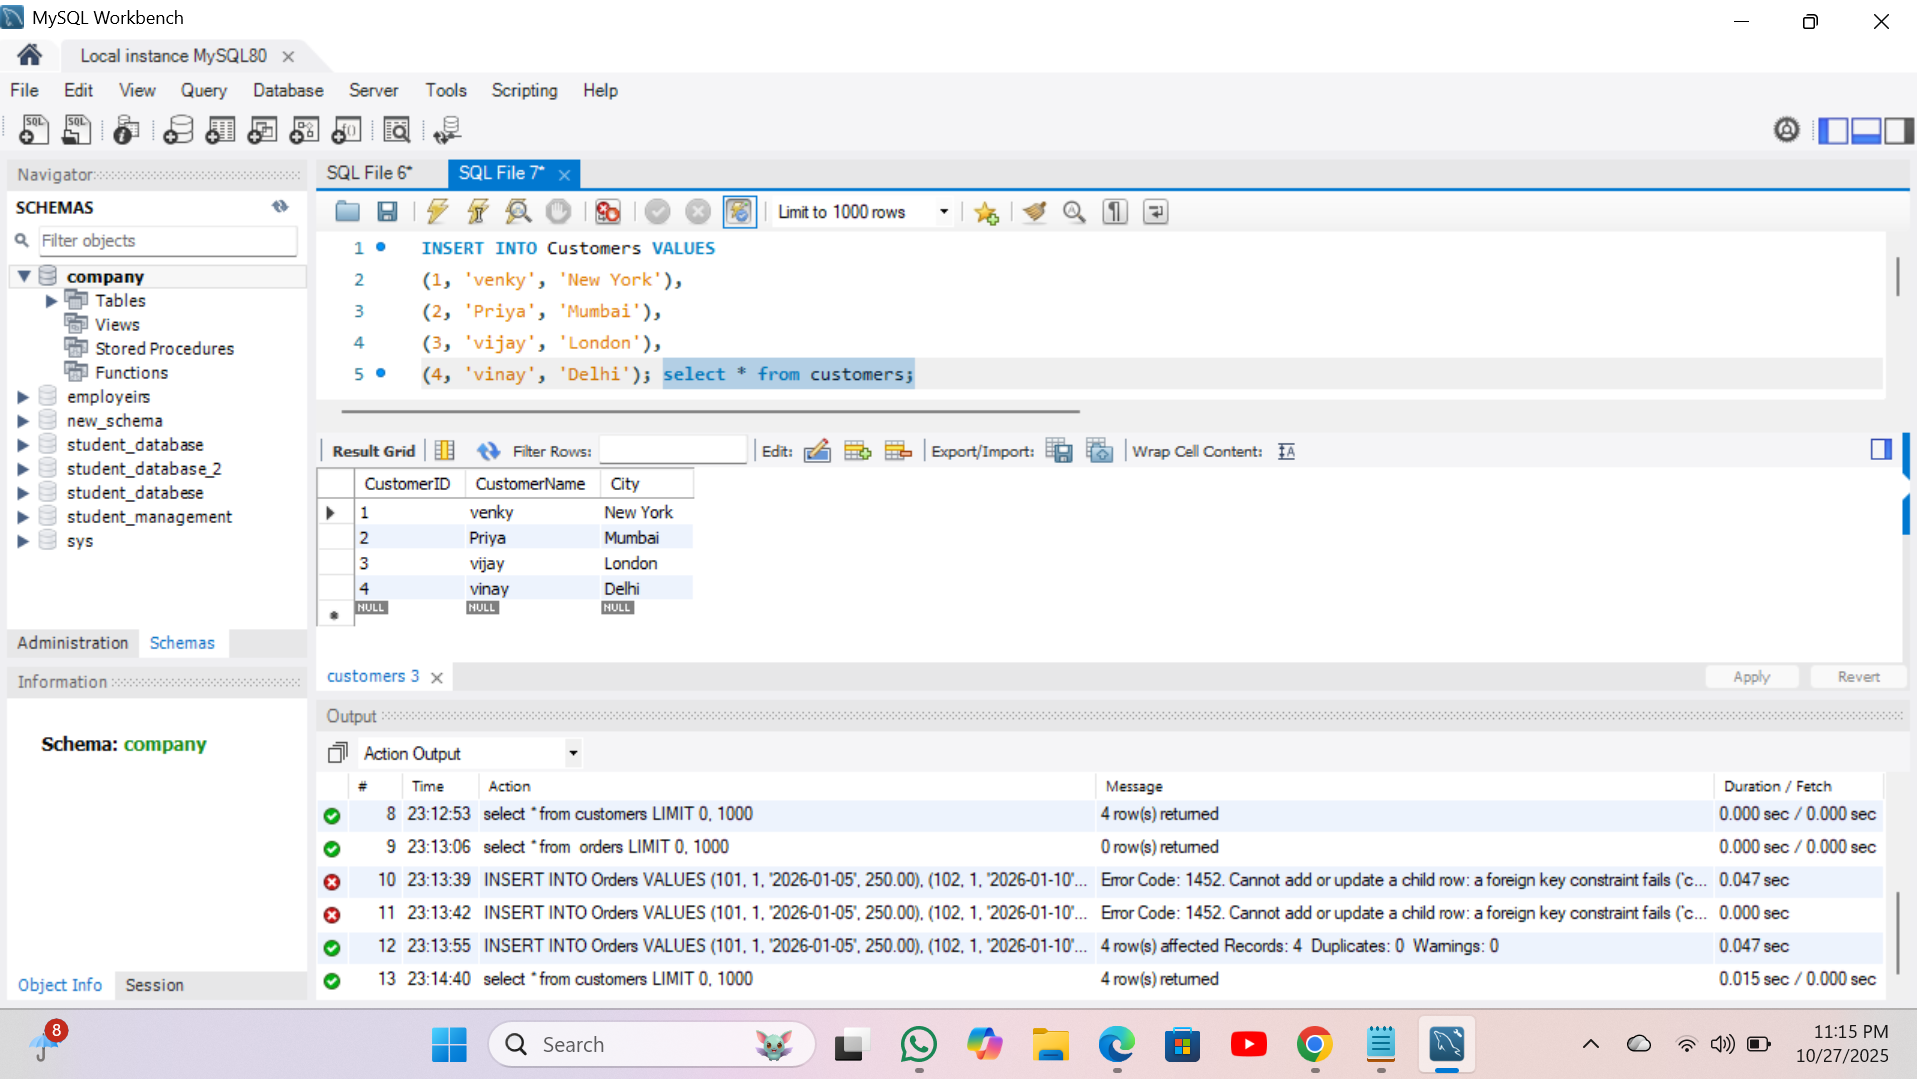 MySQL Workbench
Local instance MySQL80
File Edit View Query Database Server Tools Scripting Help
Navigator
SCHEMAS
Filter objects
company
Tables
Views
Stored Procedures
Functions
employeirs
new_schema
student_database
student_database_2
student_databese
student_management
sys
Administration Schemas
Information
Schema: company
Object Info Session
SQL File 6* SQL File 7*
Limit to 1000 rows
1 INSERT INTO Customers VALUES
2 (1, 'venky', 'New York'),
3 (2, 'Priya', 'Mumbai'),
4 (3, 'vijay', 'London'),
5 (4, 'vinay', 'Delhi'); select * from customers;
Result Grid Filter Rows: Edit: Export/Import: Wrap Cell Content:
CustomerID CustomerName City
1 venky New York
2 Priya Mumbai
3 vijay London
4 vinay Delhi
NULL NULL NULL
customers 3 Apply Revert
Output
Action Output
# Time Action Message Duration / Fetch
8 23:12:53 select * from customers LIMIT 0, 1000 4 row(s) returned 0.000 sec / 0.000 sec
9 23:13:06 select * from  orders LIMIT 0, 1000 0 row(s) returned 0.000 sec / 0.000 sec
10 23:13:39 INSERT INTO Orders VALUES (101, 1, '2026-01-05', 250.00), (102, 1, '2026-01-10'... Error Code: 1452. Cannot add or update a child row: a foreign key constraint fails (`c... 0.047 sec
11 23:13:42 INSERT INTO Orders VALUES (101, 1, '2026-01-05', 250.00), (102, 1, '2026-01-10'... Error Code: 1452. Cannot add or update a child row: a foreign key constraint fails (`c... 0.000 sec
12 23:13:55 INSERT INTO Orders VALUES (101, 1, '2026-01-05', 250.00), (102, 1, '2026-01-10'... 4 row(s) affected Records: 4  Duplicates: 0  Warnings: 0 0.047 sec
13 23:14:40 select * from customers LIMIT 0, 1000 4 row(s) returned 0.015 sec / 0.000 sec
8
Search
11:15 PM
10/27/2025